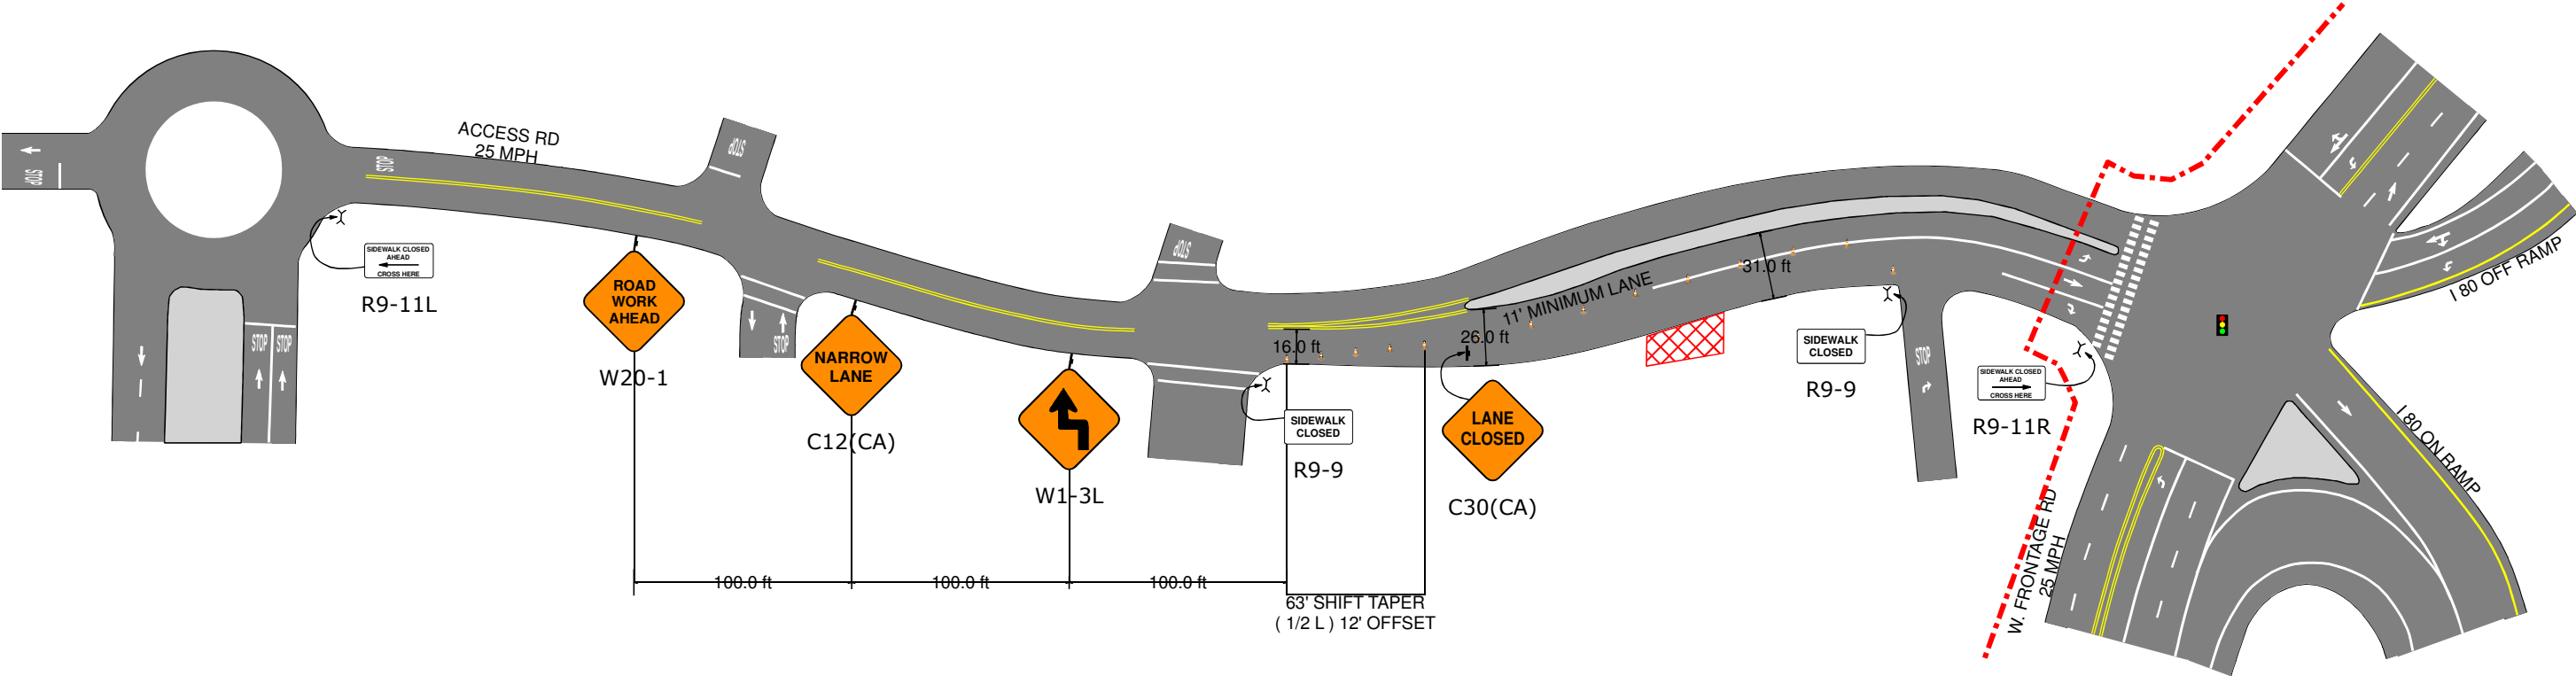 ACCESS RD
25 MPH
STOP
STOP
STOP
STOP
SIDEWALK CLOSED
AHEAD
CROSS HERE
R9-11L
STOP
STOP
ROAD
WORK
AHEAD
W20-1
STOP
NARROW
LANE
C12(CA)
W1-3L
16.0 ft
SIDEWALK
CLOSED
R9-9
26.0 ft
11' MINIMUM LANE
LANE
CLOSED
C30(CA)
31.0 ft
SIDEWALK
CLOSED
R9-9
STOP
SIDEWALK CLOSED
AHEAD
CROSS HERE
R9-11R
I 80 OFF RAMP
I 80 ON RAMP
W. FRONTAGE RD
25 MPH
100.0 ft
100.0 ft
100.0 ft
63' SHIFT TAPER
( 1/2 L ) 12' OFFSET